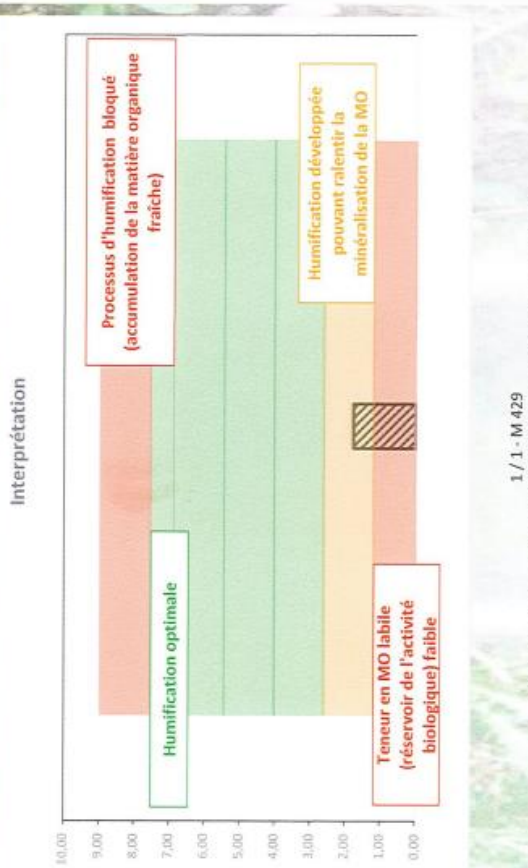 Interprétation
10,00
9,00
8,00
7,00
6,00
5,00
4,00
3,00
2,00
1,00
0,00
Processus d'humification bloqué
(accumulation de la matière organique
fraîche)
Humification optimale
Humification développée
pouvant ralentir la
minéralisation de la MO
Teneur en MO labile
(réservoir de l'activité
biologique) faible
1 / 1 - M 429